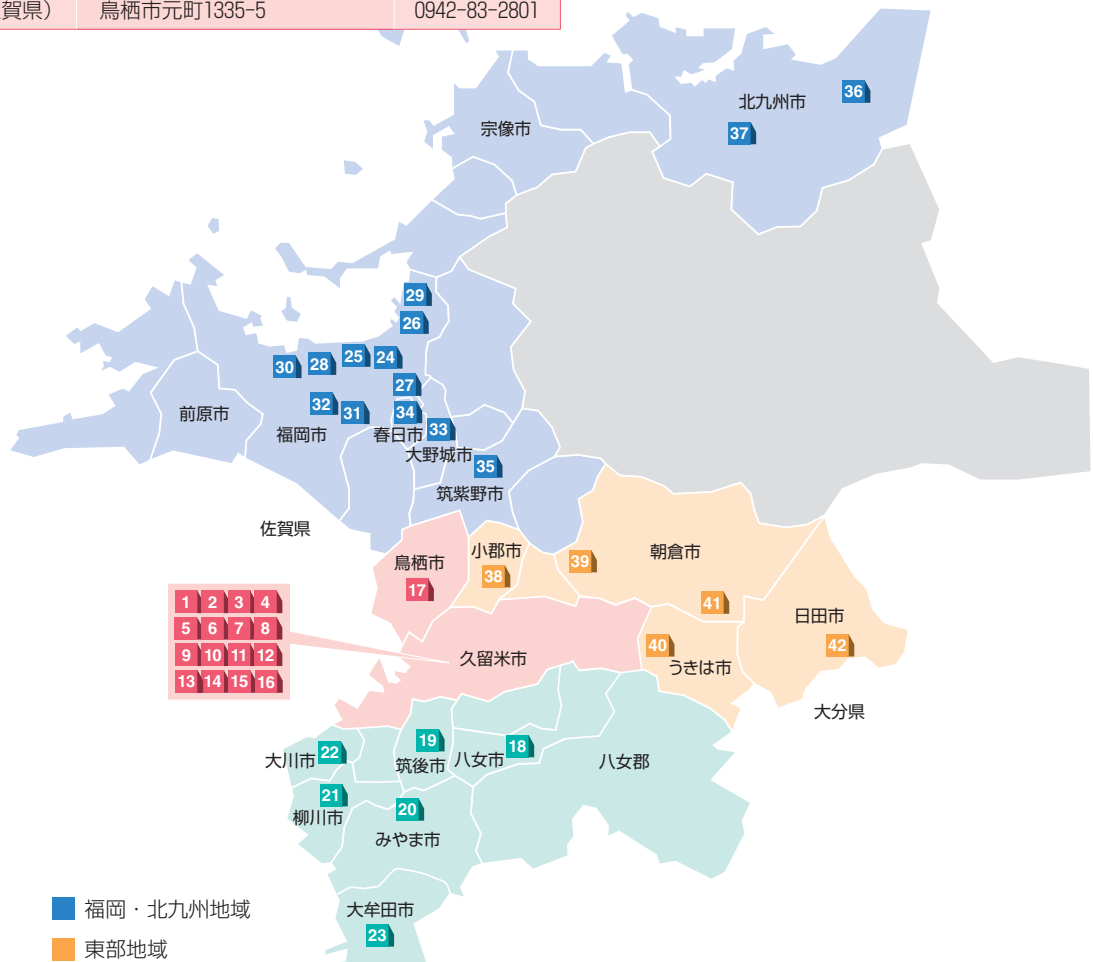 賀県）　鳥栖市元町1335-5　0942-83-2801
36
北九州市
37
宗像市
29
26
30 28 25 24
27
32 31 34 33
前原市
福岡市
春日市
大野城市
35
筑紫野市
佐賀県
鳥栖市
17
小郡市
38
39
朝倉市
41
日田市
42
40
うきは市
大分県
1 2 3 4
5 6 7 8
9 10 11 12
13 14 15 16
久留米市
大川市 22
19
筑後市
八女市 18
八女郡
21
柳川市
20
みやま市
大牟田市
23
福岡・北九州地域
東部地域